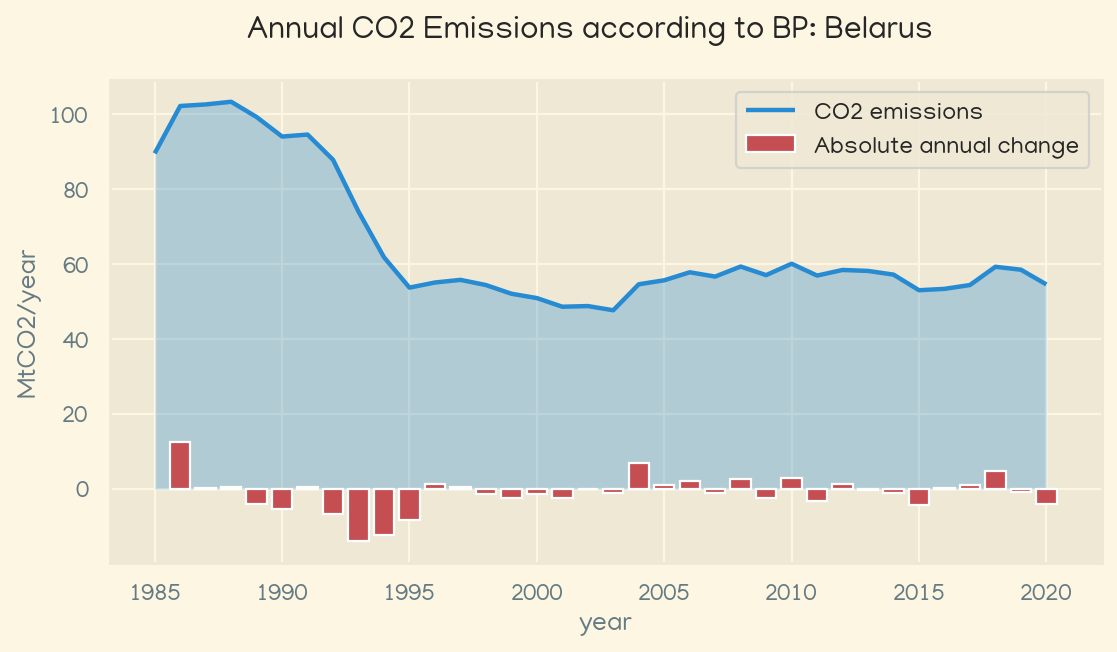 Annual CO2 Emissions according to BP: Belarus
CO2 emissions
Absolute annual change
MtCO2/year
100
80
60
40
20
0
1985 1990 1995 2000 2005 2010 2015 2020
year